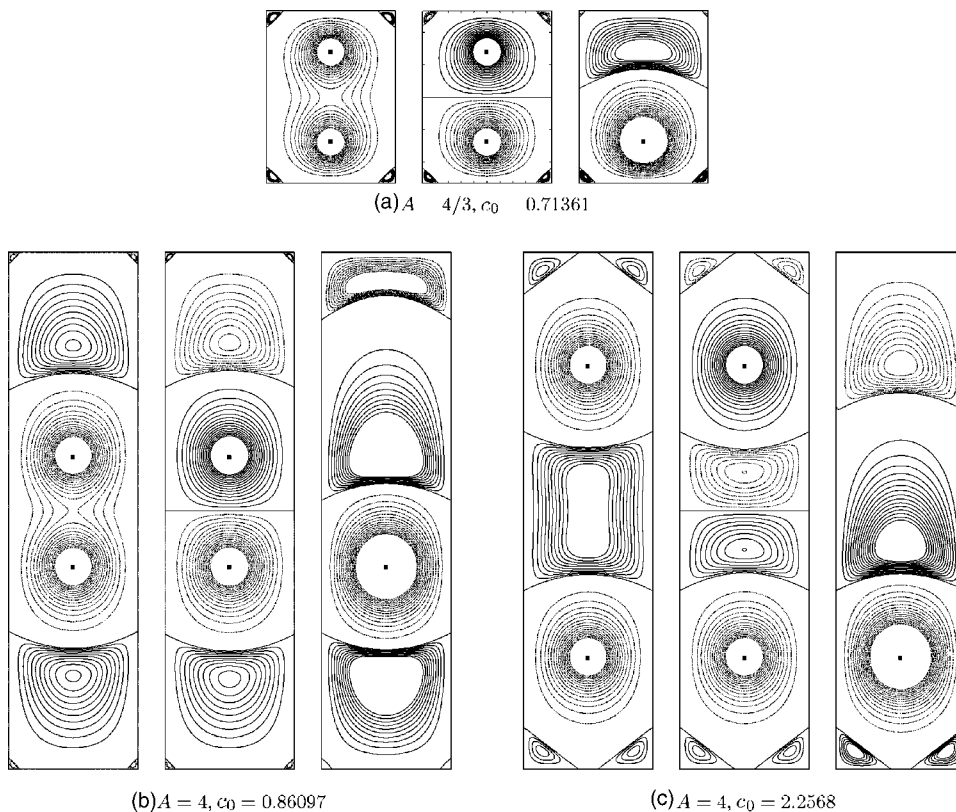 (a) A 4/3, c₀ 0.71361
(b) A = 4, c₀ = 0.86097
(c) A = 4, c₀ = 2.2568